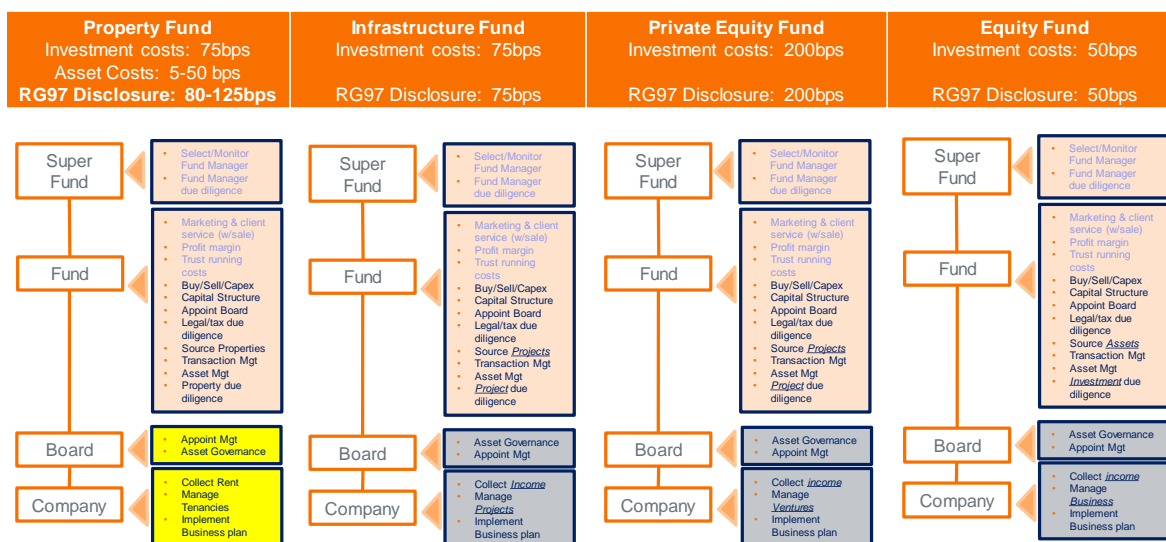 Property Fund
Investment costs: 75bps
Asset Costs: 5-50 bps
RG97 Disclosure: 80-125bps
Infrastructure Fund
Investment costs: 75bps
RG97 Disclosure: 75bps
Private Equity Fund
Investment costs: 200bps
RG97 Disclosure: 200bps
Equity Fund
Investment costs: 50bps
RG97 Disclosure: 50bps
Super
Fund
• Select/Monitor
Fund Manager
• Fund Manager
due diligence
Fund
• Marketing & client
service (w/sale)
• Profit margin
• Trust running
costs
• Buy/Sell/Capex
• Capital Structure
• Appoint Board
• Legal/tax due
diligence
• Source Properties
• Transaction Mgt
• Asset Mgt
• Property due
diligence
Board
• Appoint Mgt
• Asset Governance
Company
• Collect Rent
• Manage
Tenancies
• Implement
Business plan
Super
Fund
• Select/Monitor
Fund Manager
• Fund Manager
due diligence
Fund
• Marketing & client
service (w/sale)
• Profit margin
• Trust running
costs
• Buy/Sell/Capex
• Capital Structure
• Appoint Board
• Legal/tax due
diligence
• Source Projects
• Transaction Mgt
• Asset Mgt
• Project due
diligence
Board
• Asset Governance
• Appoint Mgt
Company
• Collect Income
• Manage
Projects
• Implement
Business plan
Super
Fund
• Select/Monitor
Fund Manager
• Fund Manager
due diligence
Fund
• Marketing & client
service (w/sale)
• Profit margin
• Trust running
costs
• Buy/Sell/Capex
• Capital Structure
• Appoint Board
• Legal/tax due
diligence
• Source Projects
• Transaction Mgt
• Asset Mgt
• Project due
diligence
Board
• Asset Governance
• Appoint Mgt
Company
• Collect income
• Manage
Ventures
• Implement
Business plan
Super
Fund
• Select/Monitor
Fund Manager
• Fund Manager
due diligence
Fund
• Marketing & client
service (w/sale)
• Profit margin
• Trust running
costs
• Buy/Sell/Capex
• Capital Structure
• Appoint Board
• Legal/tax due
diligence
• Source Assets
• Transaction Mgt
• Asset Mgt
• Investment due
diligence
Board
• Asset Governance
• Appoint Mgt
Company
• Collect income
• Manage
Business
• Implement
Business plan